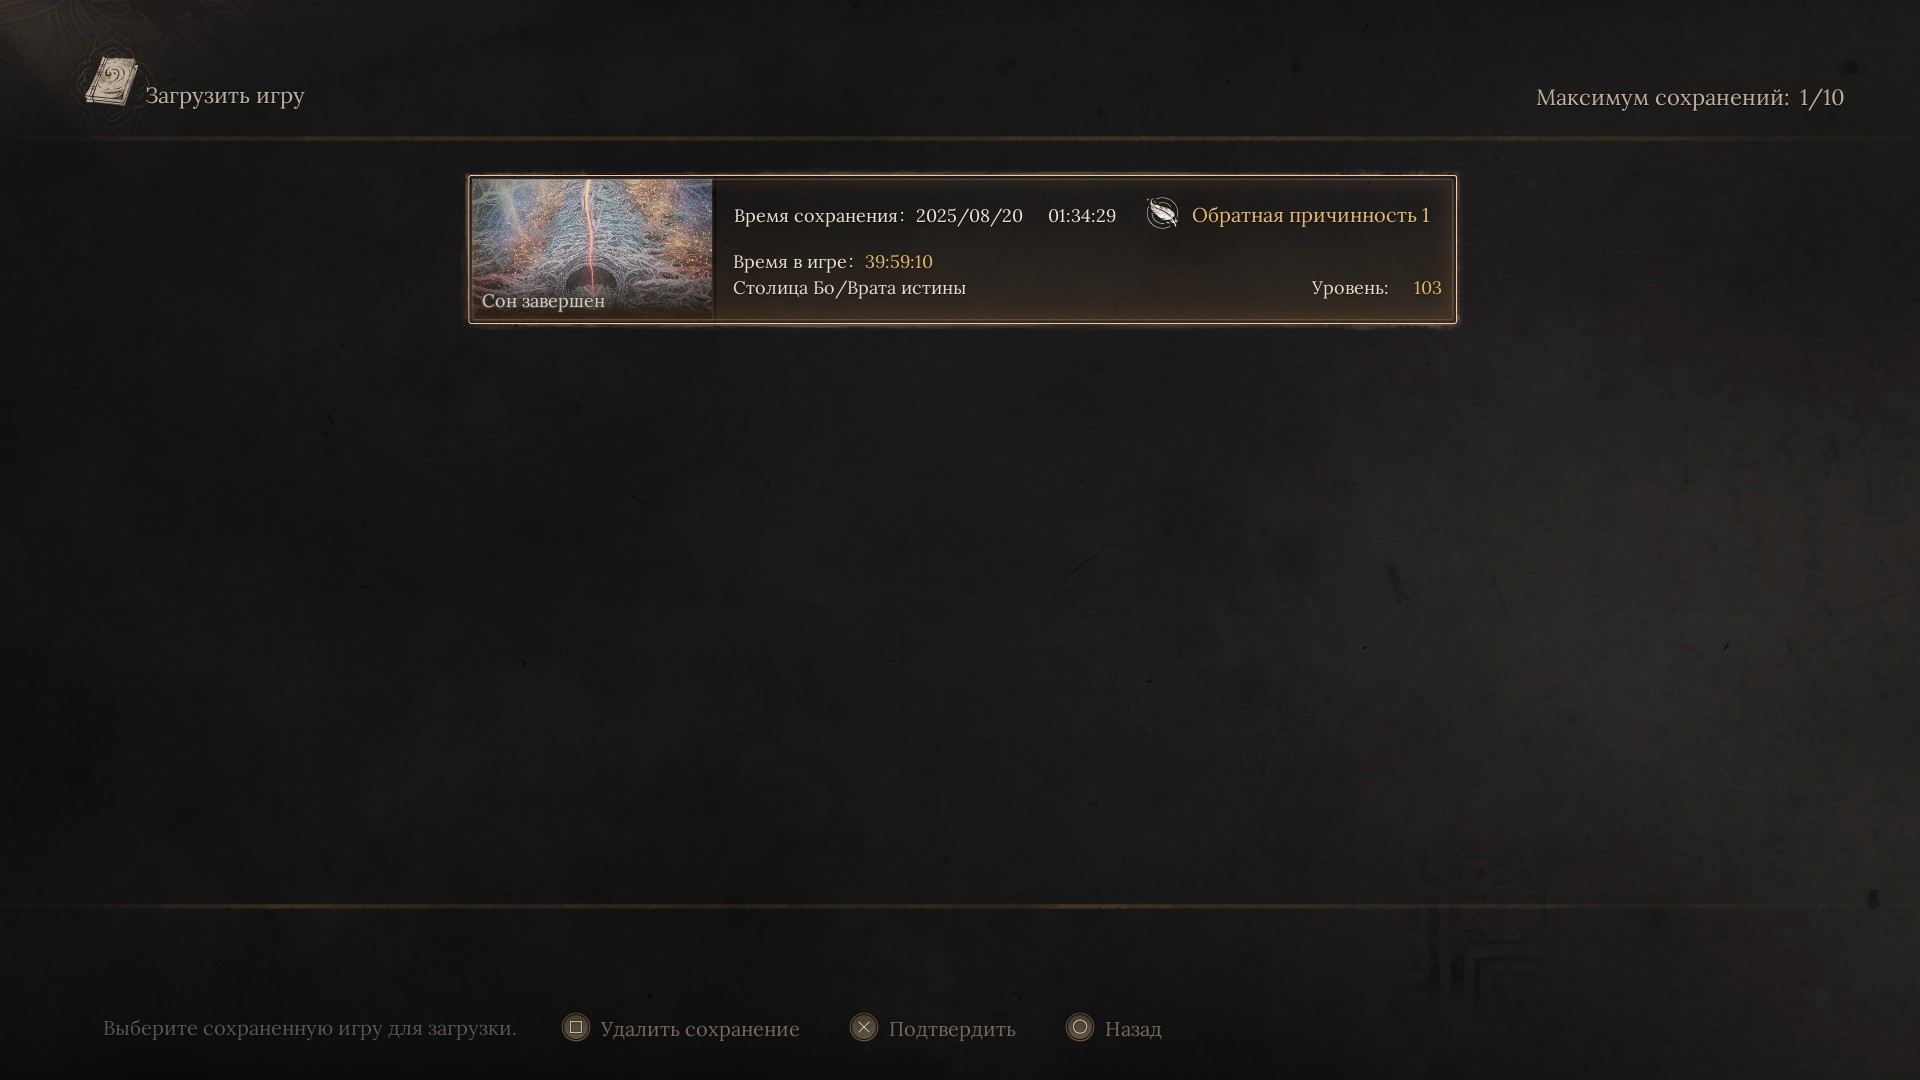 Загрузить игру
Максимум сохранений: 1/10
Время сохранения: 2025/08/20 01:34:29 Обратная причинность 1
Время в игре: 39:59:10
Столица Бо/Врата истины
Уровень: 103
Сон завершен
Выберите сохраненную игру для загрузки. Удалить сохранение Подтвердить Назад